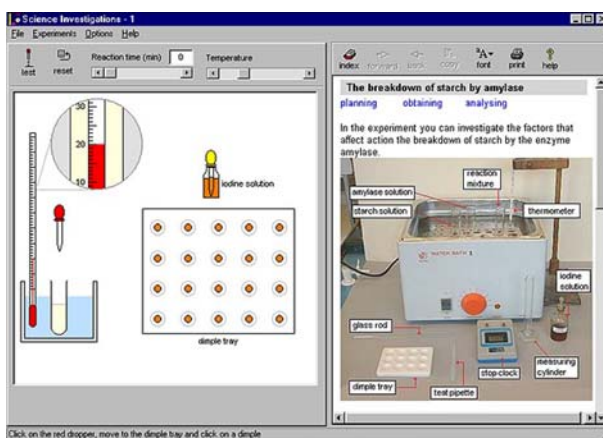 Science Investigations - 1
File Experiments Options Help
test
reset
Reaction time (min) 0
Temperature
30
20
10
iodine solution
dimple tray
Click on the red dropper, move to the dimple tray and click on a dimple
index forward back copy font print help
The breakdown of starch by amylase
planning obtaining analysing
In the experiment you can investigate the factors that
affect action the breakdown of starch by the enzyme
amylase.
reaction
mixture
amylase solution
starch solution
thermometer
WATER BATH 1
iodine
solution
glass rod
stop-clock
measuring
cylinder
dimple tray
teat pipette